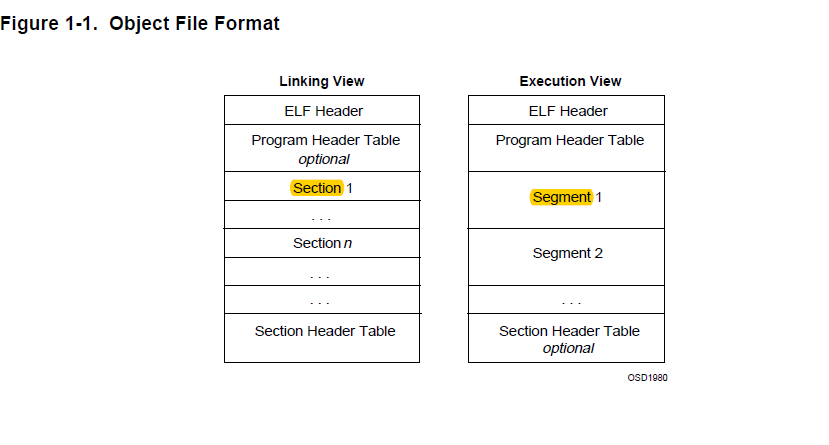 Figure 1-1. Object File Format
Linking View
ELF Header
Program Header Table
optional
Section 1
. . .
Section n
. . .
. . .
Section Header Table
Execution View
ELF Header
Program Header Table
Segment 1
Segment 2
. . .
Section Header Table
optional
OSD1980